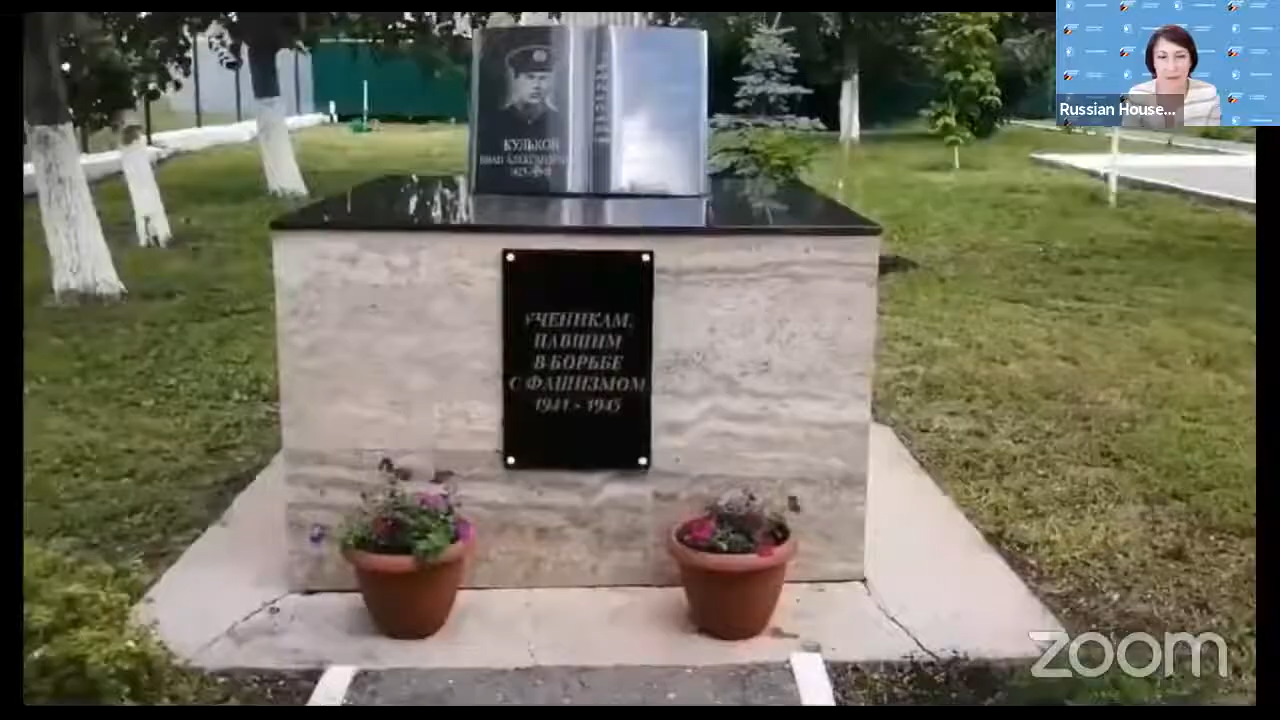 Russian House...
КУЛЬКОВ
УЧЕНИКАМ,
ПАВШИМ
В БОРЬБЕ
С ФАШИЗМОМ
1941 - 1945
zoom